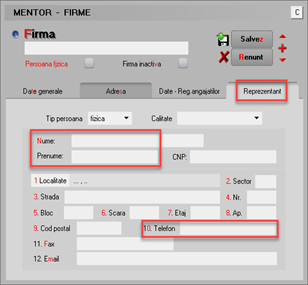 MENTOR - FIRME
C
Firma
Salvez
Renunt
Persoana fizica
Firma inactiva
Date generale
Adresa
Date - Reg.angajatilor
Reprezentant
Tip persoana fizica Calitate
Nume:
Prenume:
CNP:
1 Localitate ... , ..
2. Sector
3. Strada
4. Nr.
5. Bloc
6. Scara
7. Etaj
8. Ap.
9. Cod postal
10. Telefon
11. Fax
12. Email